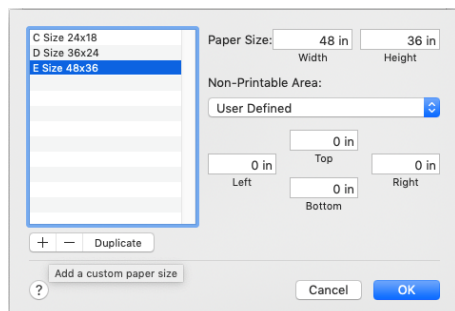 C Size 24x18
D Size 36x24
E Size 48x36
Paper Size: 48 in 36 in
Width Height
Non-Printable Area:
User Defined
0 in
Top
0 in 0 in
Left Right
0 in
Bottom
+ − Duplicate
Add a custom paper size
? Cancel OK